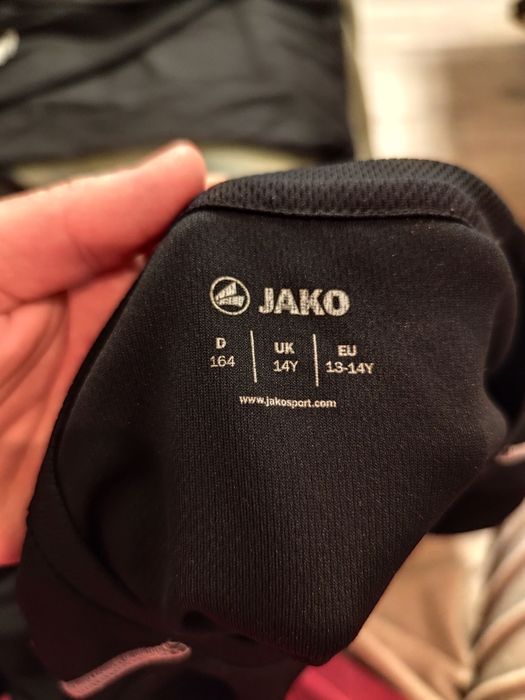 JAKO
D UK EU
164 14Y 13-14Y
www.jakosport.com